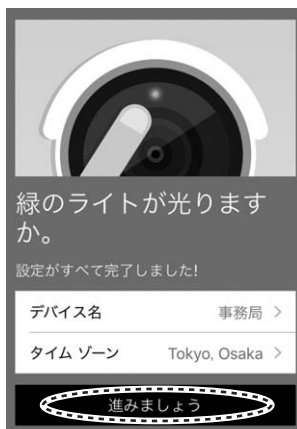 緑のライトが光ります
か。
設定がすべて完了しました!
デバイス名 事務局 >
タイム ゾーン Tokyo, Osaka >
進みましょう